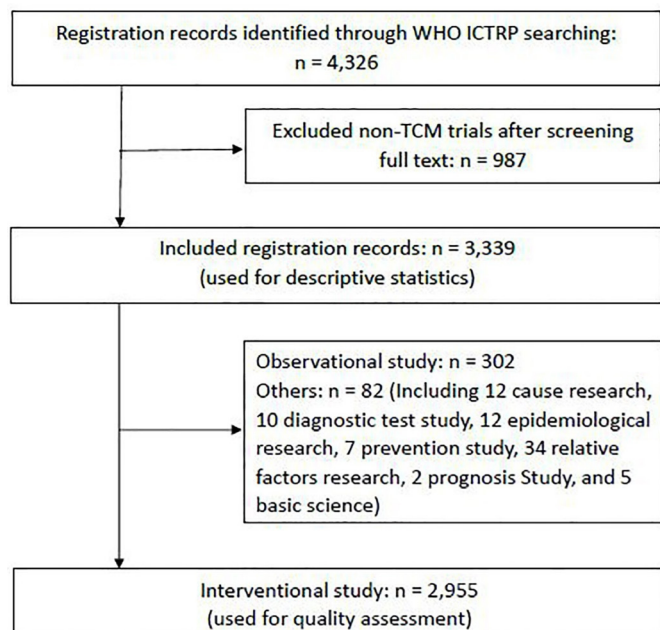 Registration records identified through WHO ICTRP searching:
n = 4,326
Excluded non-TCM trials after screening
full text: n = 987
Included registration records: n = 3,339
(used for descriptive statistics)
Observational study: n = 302
Others: n = 82 (Including 12 cause research,
10 diagnostic test study, 12 epidemiological
research, 7 prevention study, 34 relative
factors research, 2 prognosis Study, and 5
basic science)
Interventional study: n = 2,955
(used for quality assessment)